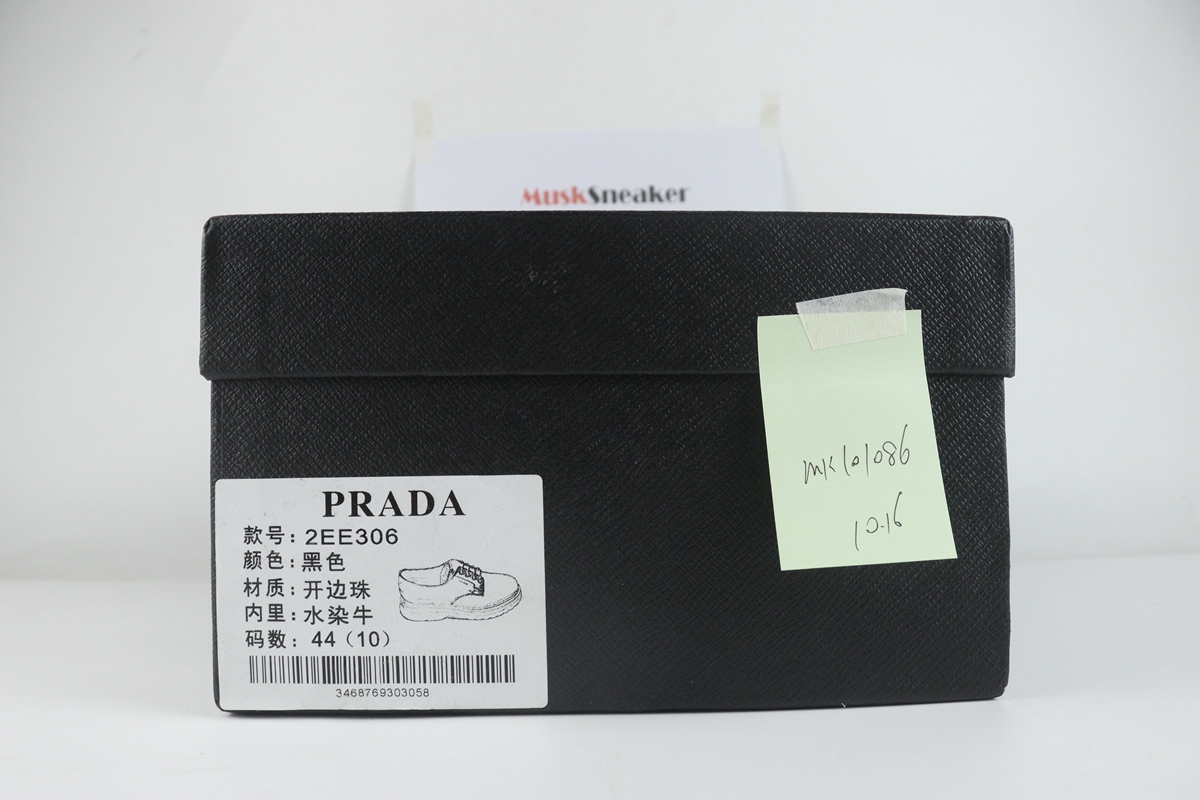 MuskSneaker
mk101086
10.16
PRADA
款号：2EE306
颜色：黑色
材质：开边珠
内里：水染牛
码数：44（10）
3468769303058